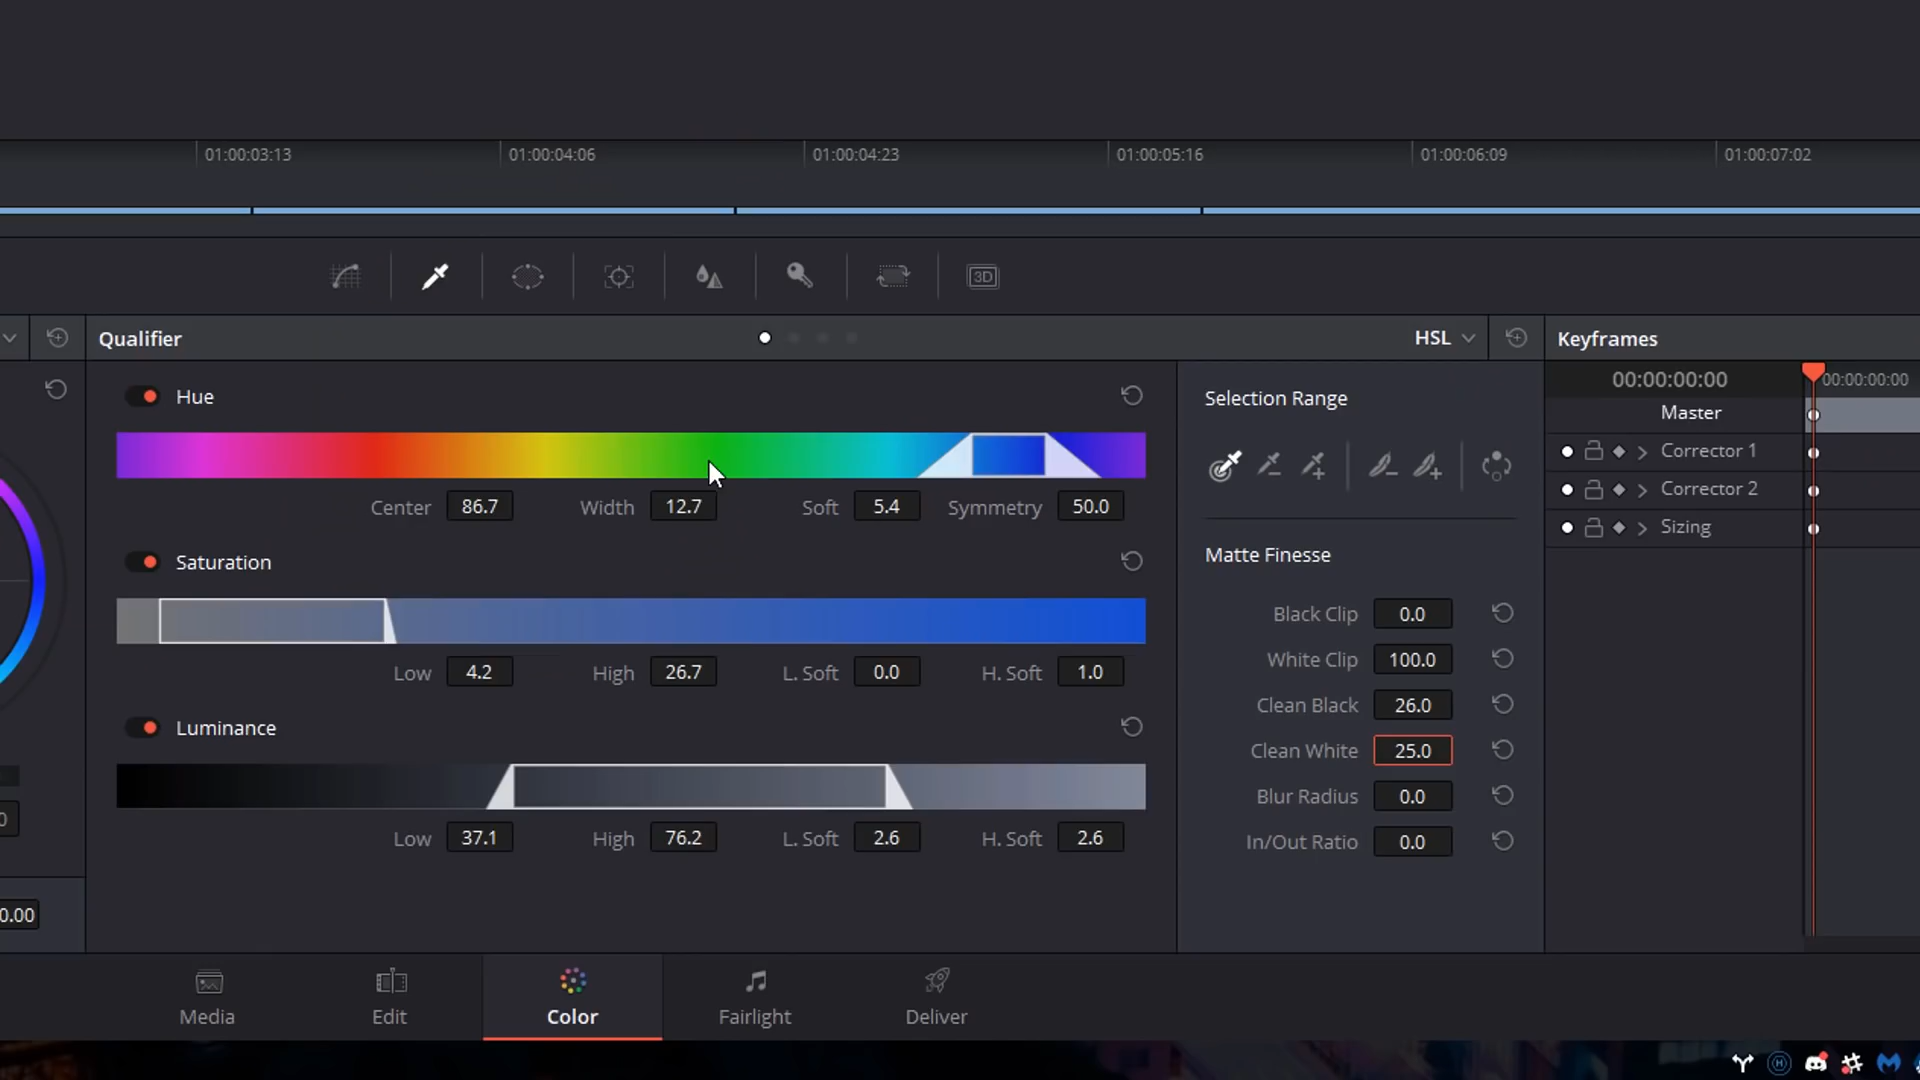 01:00:03:13 01:00:04:06 01:00:04:23 01:00:05:16 01:00:06:09 01:00:07:02
3D
Qualifier HSL Keyframes
Hue
Center 86.7 Width 12.7 Soft 5.4 Symmetry 50.0
Saturation
Low 4.2 High 26.7 L. Soft 0.0 H. Soft 1.0
Luminance
Low 37.1 High 76.2 L. Soft 2.6 H. Soft 2.6
Selection Range
Matte Finesse
Black Clip 0.0
White Clip 100.0
Clean Black 26.0
Clean White 25.0
Blur Radius 0.0
In/Out Ratio 0.0
00:00:00:00 00:00:00:00
Master
Corrector 1
Corrector 2
Sizing
0
0.00
Media Edit Color Fairlight Deliver